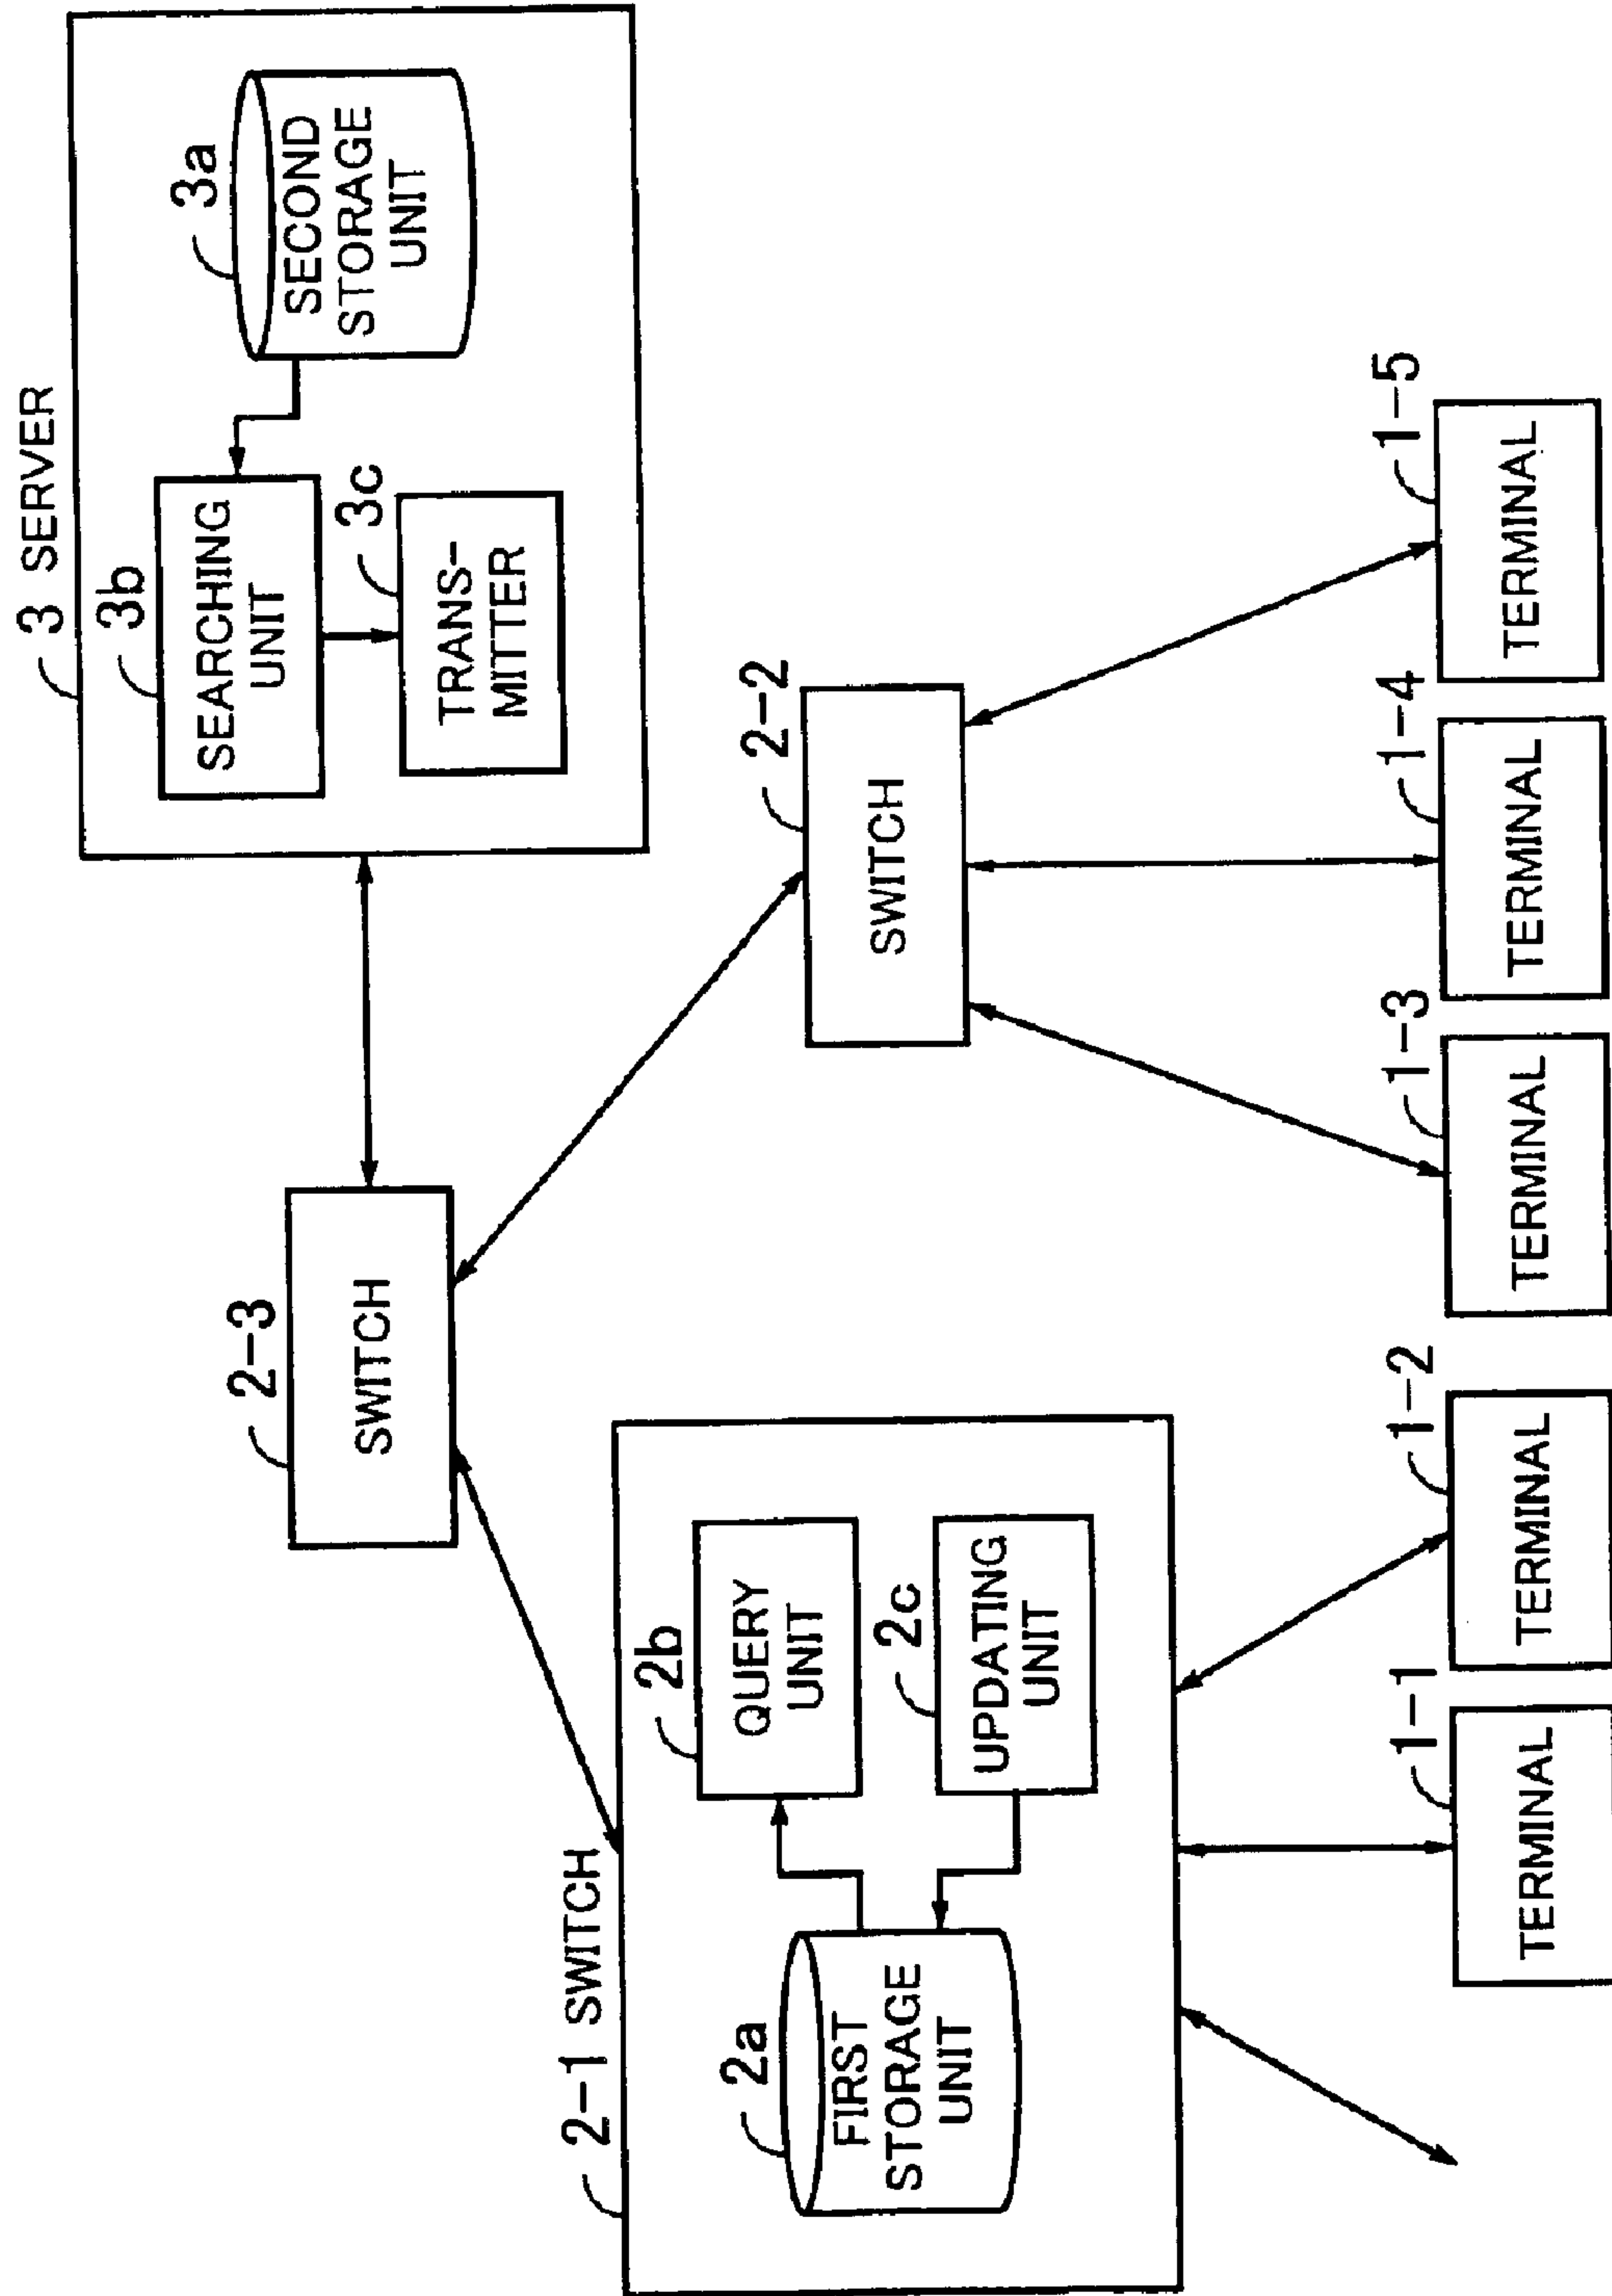 3 SERVER
3b
SEARCHING
UNIT
3a
SECOND
STORAGE
UNIT
3c
TRANS-
MITTER
2-3
SWITCH
2-2
SWITCH
2-1 SWITCH
2a
FIRST
STORAGE
UNIT
2b
QUERY
UNIT
2c
UPDATING
UNIT
1-1
TERMINAL
1-2
TERMINAL
1-3
TERMINAL
1-4
TERMINAL
1-5
TERMINAL